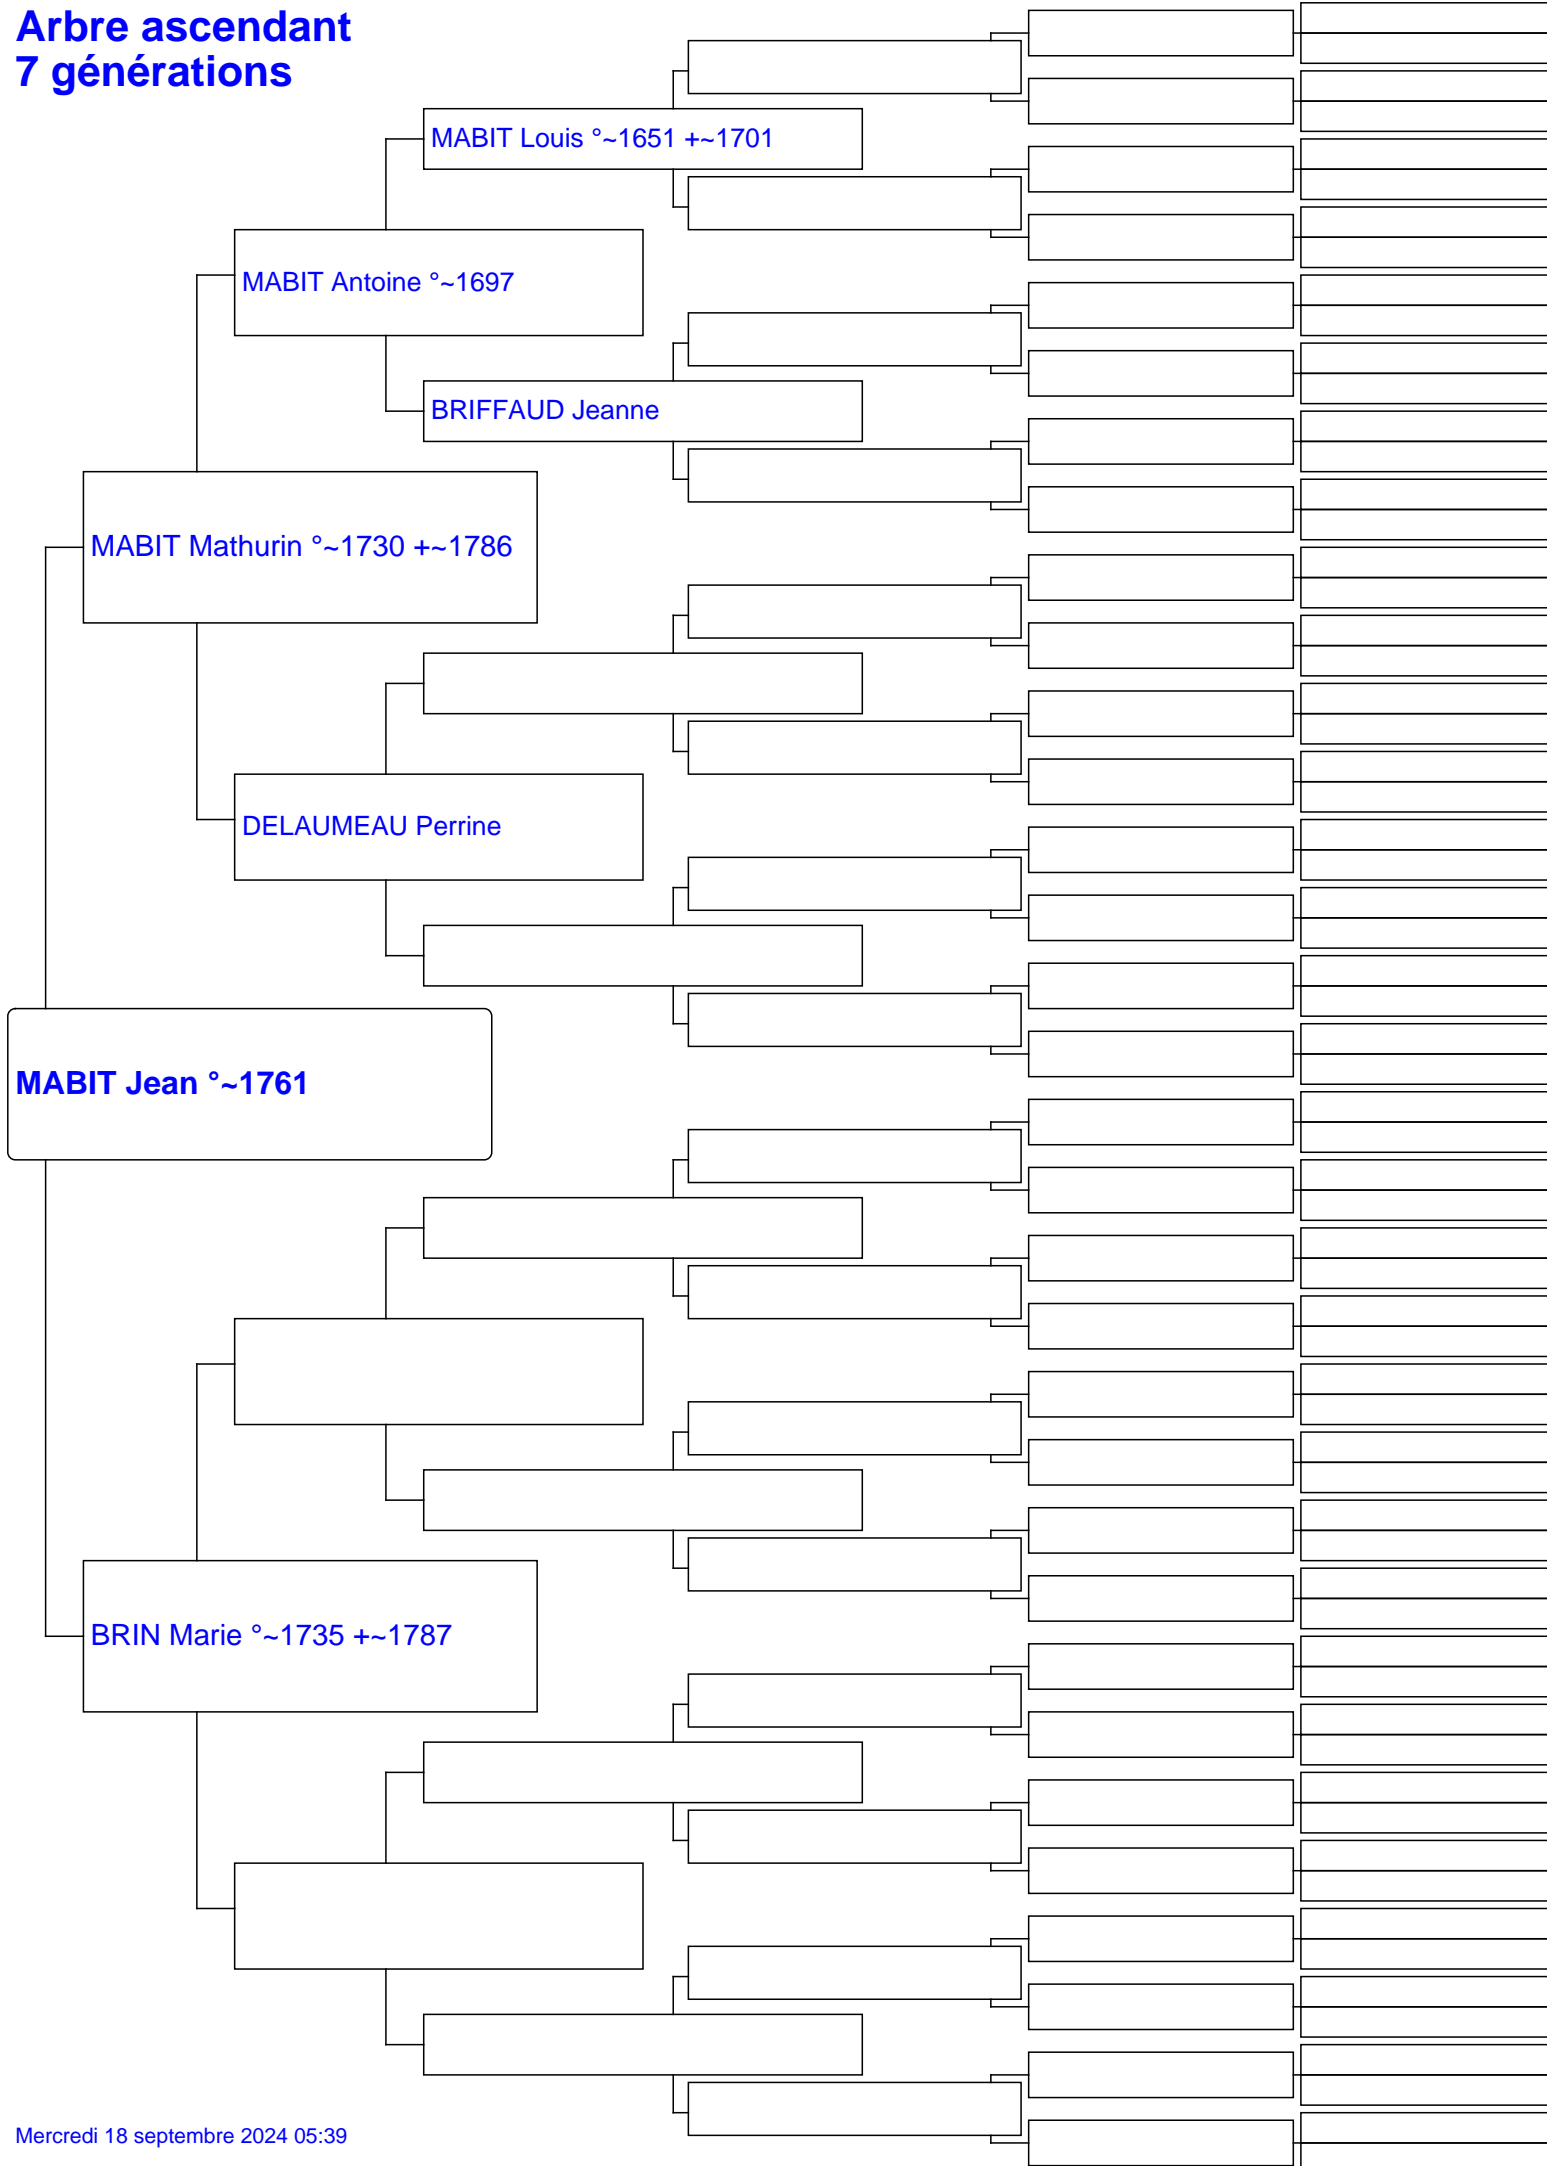 Arbre ascendant
7 générations
MABIT Louis °~1651 +~1701
MABIT Antoine °~1697
BRIFFAUD Jeanne
MABIT Mathurin °~1730 +~1786
DELAUMEAU Perrine
MABIT Jean °~1761
BRIN Marie °~1735 +~1787
Mercredi 18 septembre 2024 05:39